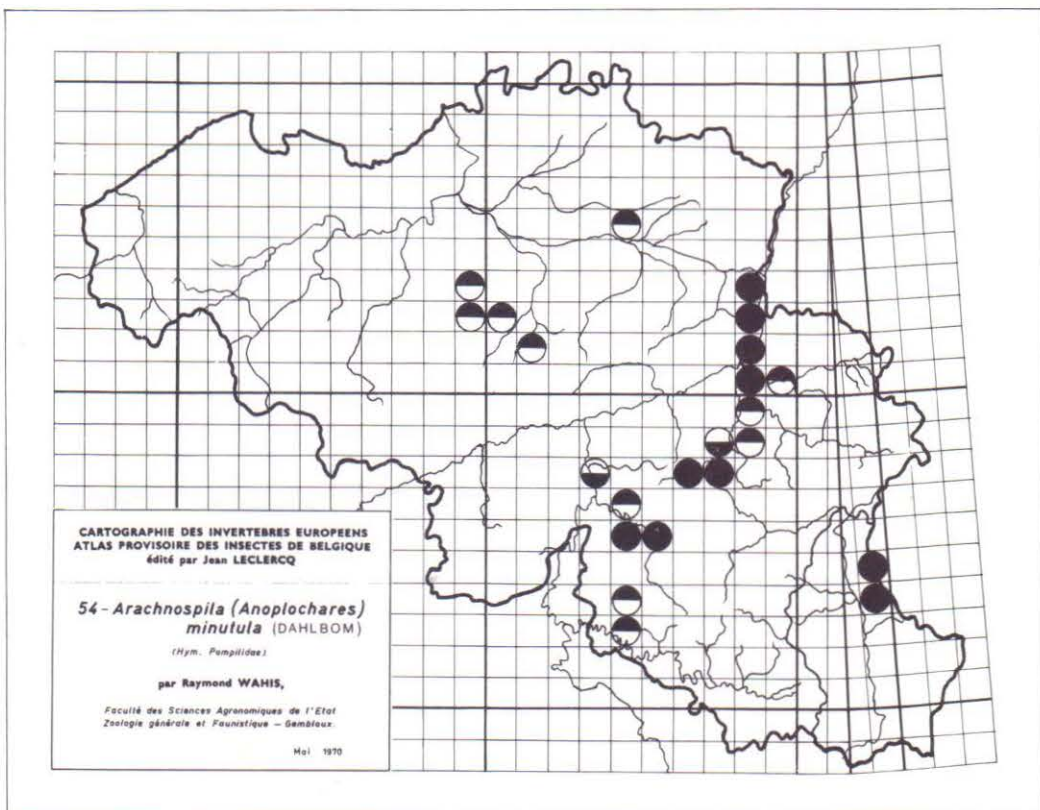 CARTOGRAPHIE DES INVERTEBRES EUROPEENS
ATLAS PROVISOIRE DES INSECTES DE BELGIQUE
édité par Jean LECLERCQ
54 - Arachnospila (Anoplochares)
minutula (DAHLBOM)
(Hym. Pompilidae)
par Raymond WAHIS,
Faculté des Sciences Agronomiques de l'Etat
Zoologie générale et Faunistique - Gembloux.
Mai 1970